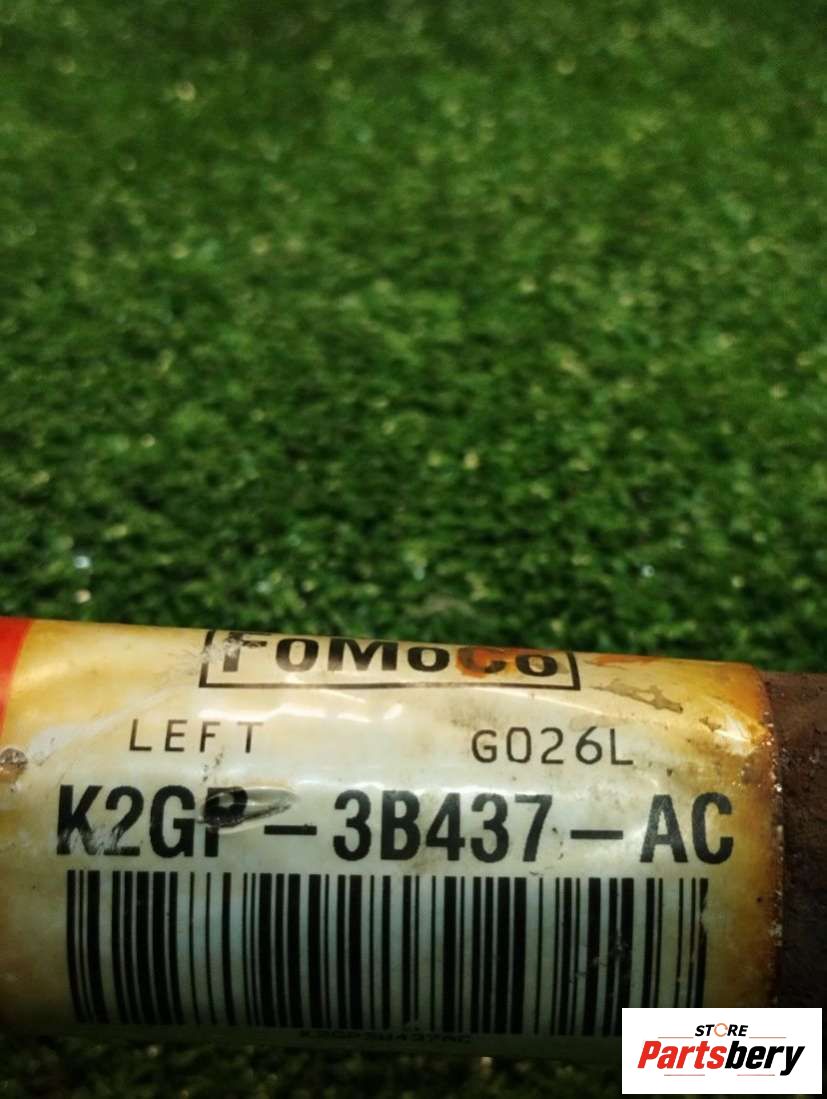 FoMoCo
LEFT G026L
K2GP-3B437-AC
STORE
Partsbery